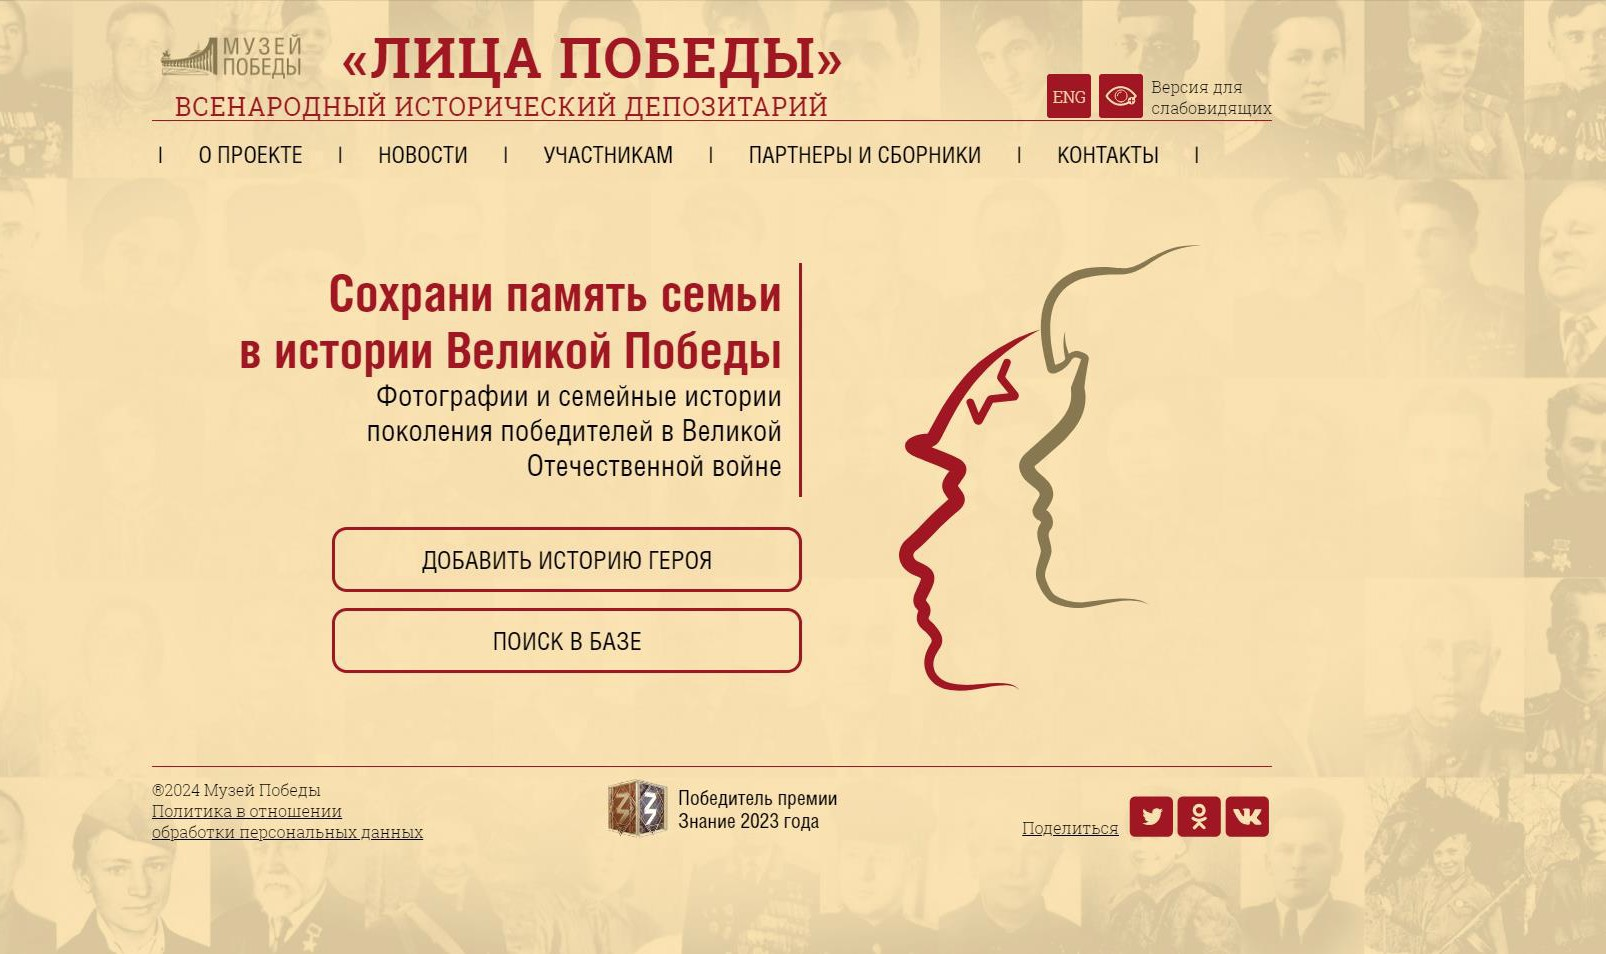 МУЗЕЙ
ПОБЕДЫ
«ЛИЦА ПОБЕДЫ»
ВСЕНАРОДНЫЙ ИСТОРИЧЕСКИЙ ДЕПОЗИТАРИЙ
ENG
Версия для
слабовидящих
О ПРОЕКТЕ
НОВОСТИ
УЧАСТНИКАМ
ПАРТНЕРЫ И СБОРНИКИ
КОНТАКТЫ
Сохрани память семьи
в истории Великой Победы
Фотографии и семейные истории
поколения победителей в Великой
Отечественной войне
ДОБАВИТЬ ИСТОРИЮ ГЕРОЯ
ПОИСК В БАЗЕ
®2024 Музей Победы
Политика в отношении
обработки персональных данных
Победитель премии
Знание 2023 года
Поделиться